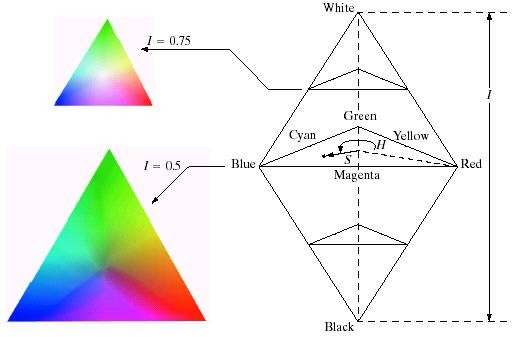 White
I = 0.75
I
Green
Cyan
Yellow
H
I = 0.5
Blue
S
Red
Magenta
Black